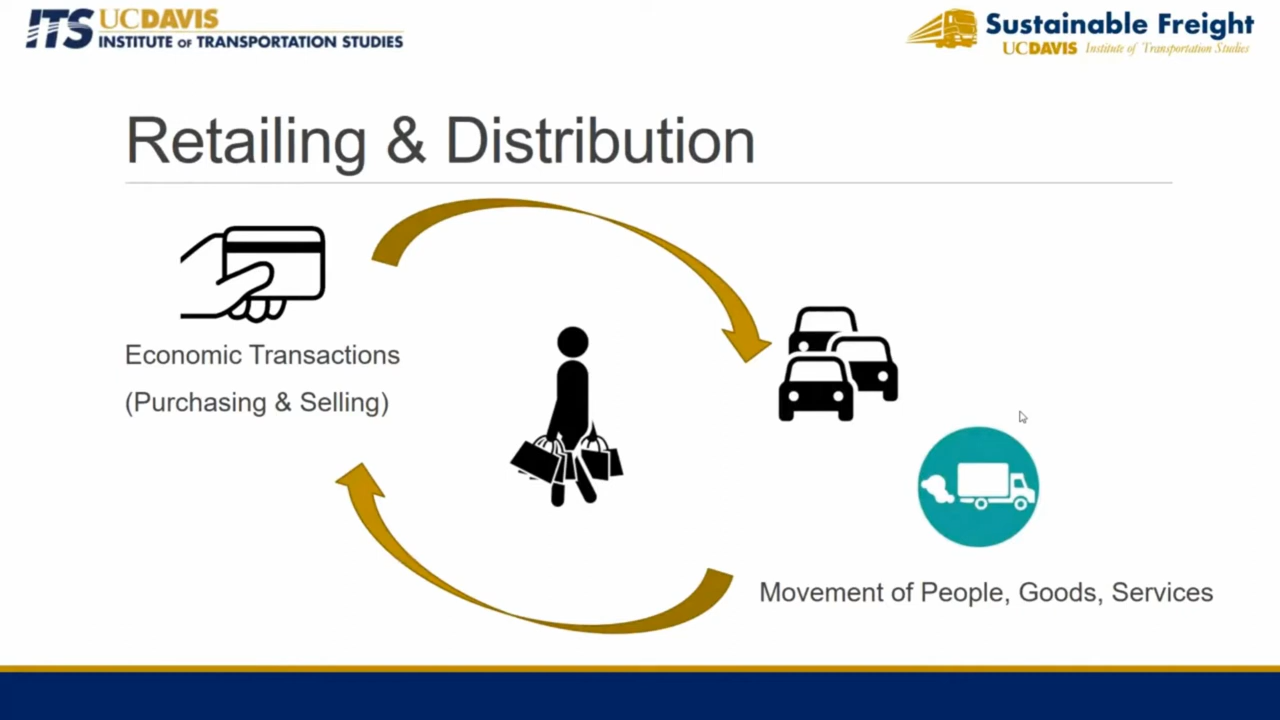 ITS UCDAVIS
INSTITUTE OF TRANSPORTATION STUDIES
Sustainable Freight
UCDAVIS Institute of Transportation Studies
Retailing & Distribution
Economic Transactions
(Purchasing & Selling)
Movement of People, Goods, Services